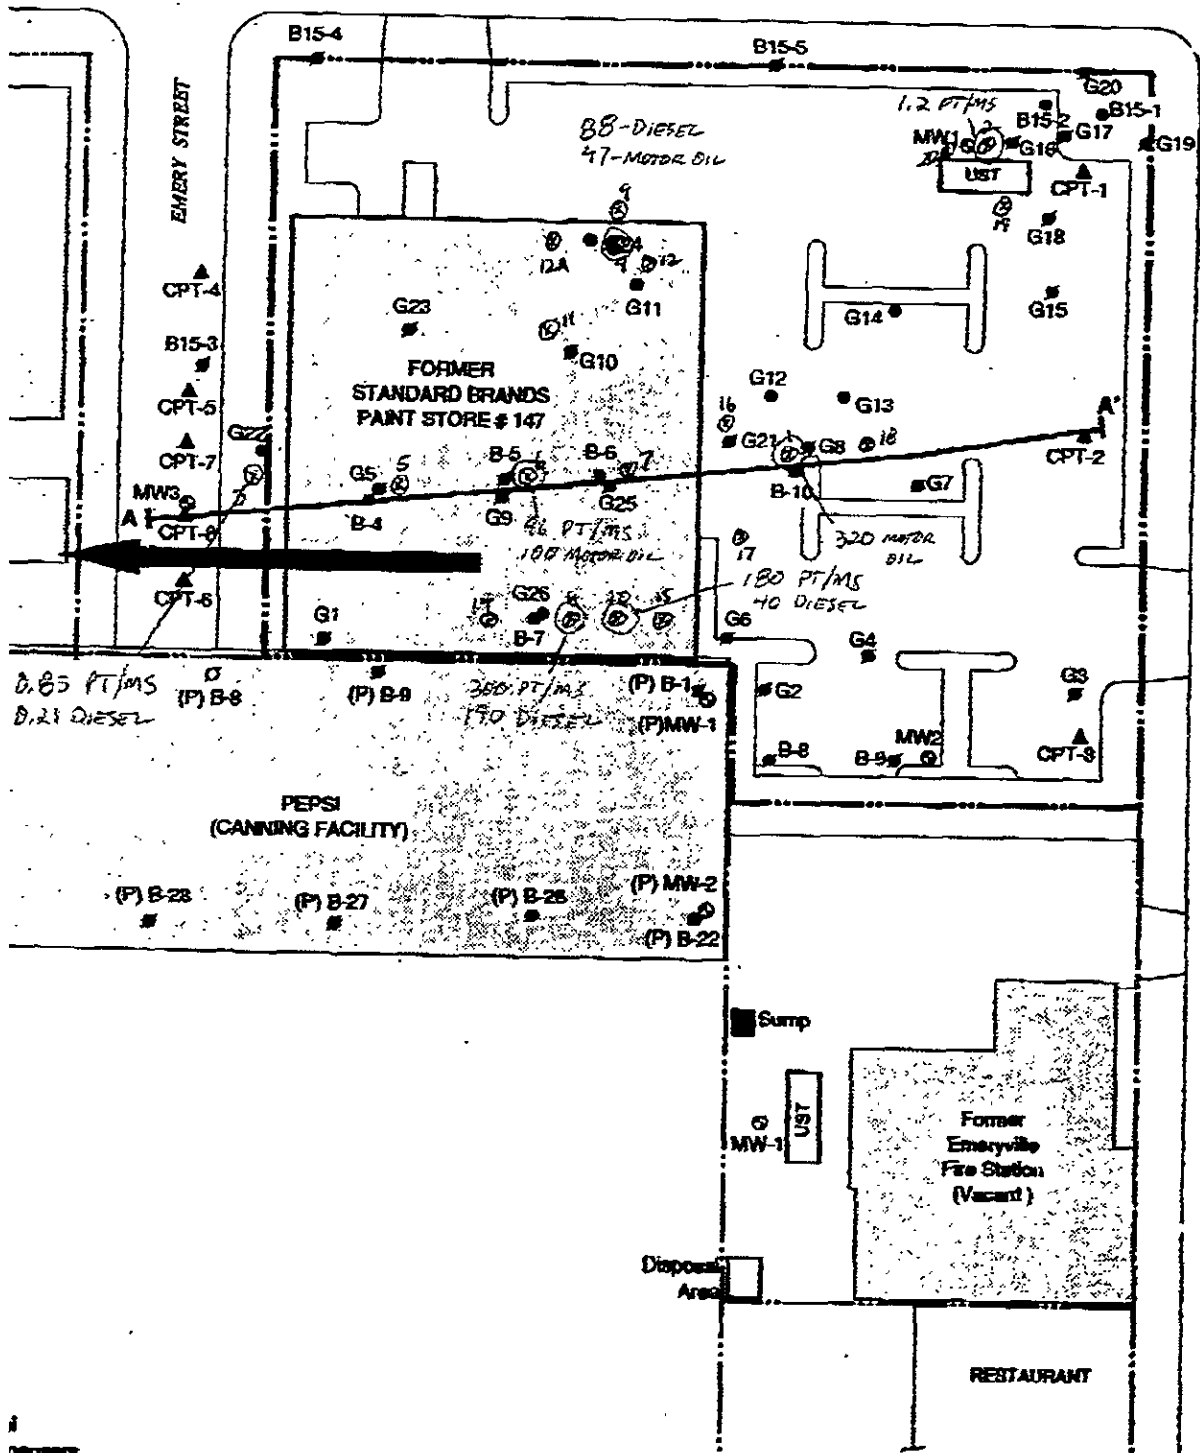 B15-4
B15-5
G20
B15-1
1.2 PT/MS
B15-2
G17
G19
MW1
G16
UST
CPT-1
EMERY STREET
88-DIESEL
47-MOTOR OIL
9
12A
12
G11
G18
G15
G14
CPT-4
G23
11
G10
B15-3
FORMER
STANDARD BRANDS
PAINT STORE # 147
CPT-5
G12
G13
16
A'
CPT-7
G22
G21
G8
18
CPT-2
G5
5
B-5
B-6
7
B-10
G7
MW3
A
B-4
G9
G25
96 PT/MS
100 MOTOR OIL
17
320 MOTOR
OIL
180 PT/MS
40 DIESEL
CPT-6
G1
G26
B-7
15
G6
G4
0.85 PT/MS
0.21 DIESEL
(P) B-8
(P) B-9
300 PT/MS
190 DIESEL
(P) B-1
(P)MW-1
G2
G3
B-8
B-9
MW2
CPT-3
PEPSI
(CANNING FACILITY)
(P) B-28
(P) B-27
(P) B-26
(P) MW-2
(P) B-22
Sump
UST
MW-1
Former
Emeryville
Fire Station
(Vacant)
Disposal
Area
RESTAURANT